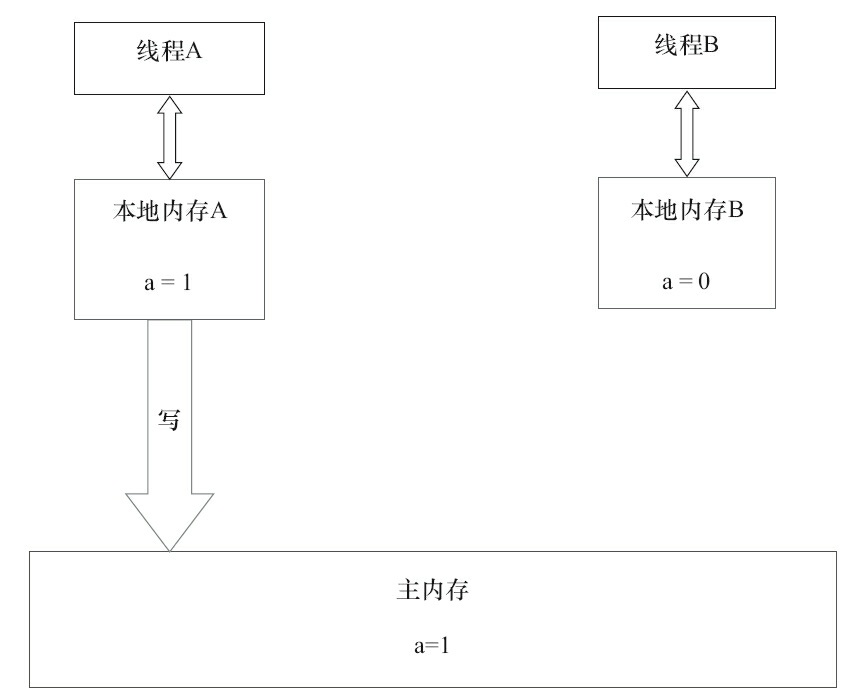 线程A
线程B
本地内存A
本地内存B
a = 1
a = 0
写
主内存
a=1